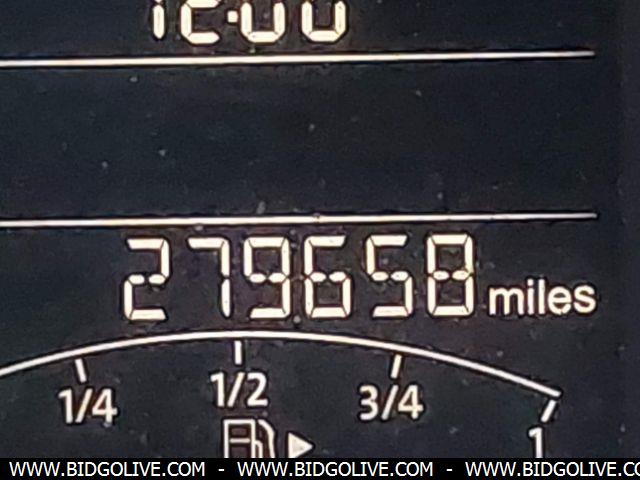 12:00
279658 miles
1/4 1/2 3/4 1
WWW.BIDGOLIVE.COM - WWW.BIDGOLIVE.COM - WWW.BIDGOLIVE.CO